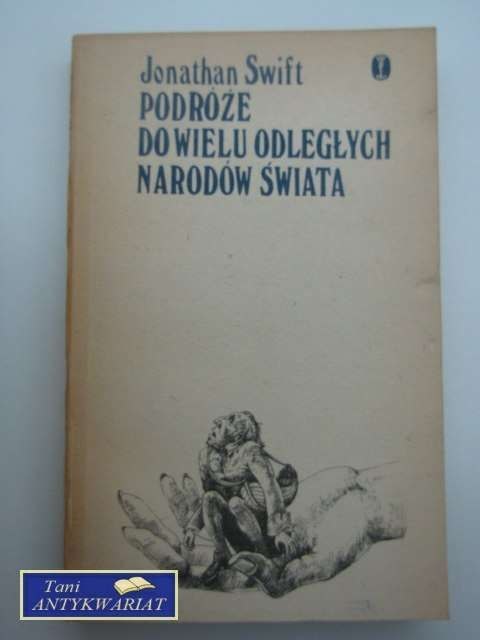 Jonathan Swift
PODRÓŻE
DO WIELU ODLEGŁYCH
NARODÓW ŚWIATA
Tani
ANTYKWARIAT